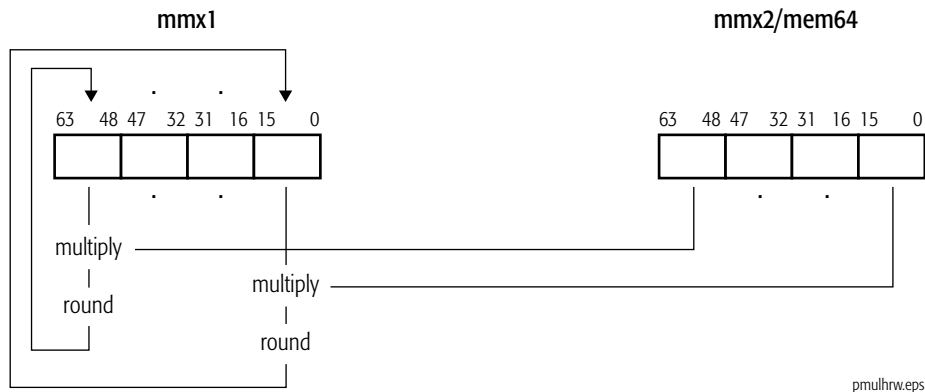 mmx1 mmx2/mem64
63 48 47 32 31 16 15 0 63 48 47 32 31 16 15 0
multiply
multiply
round
round
pmulhrw.eps